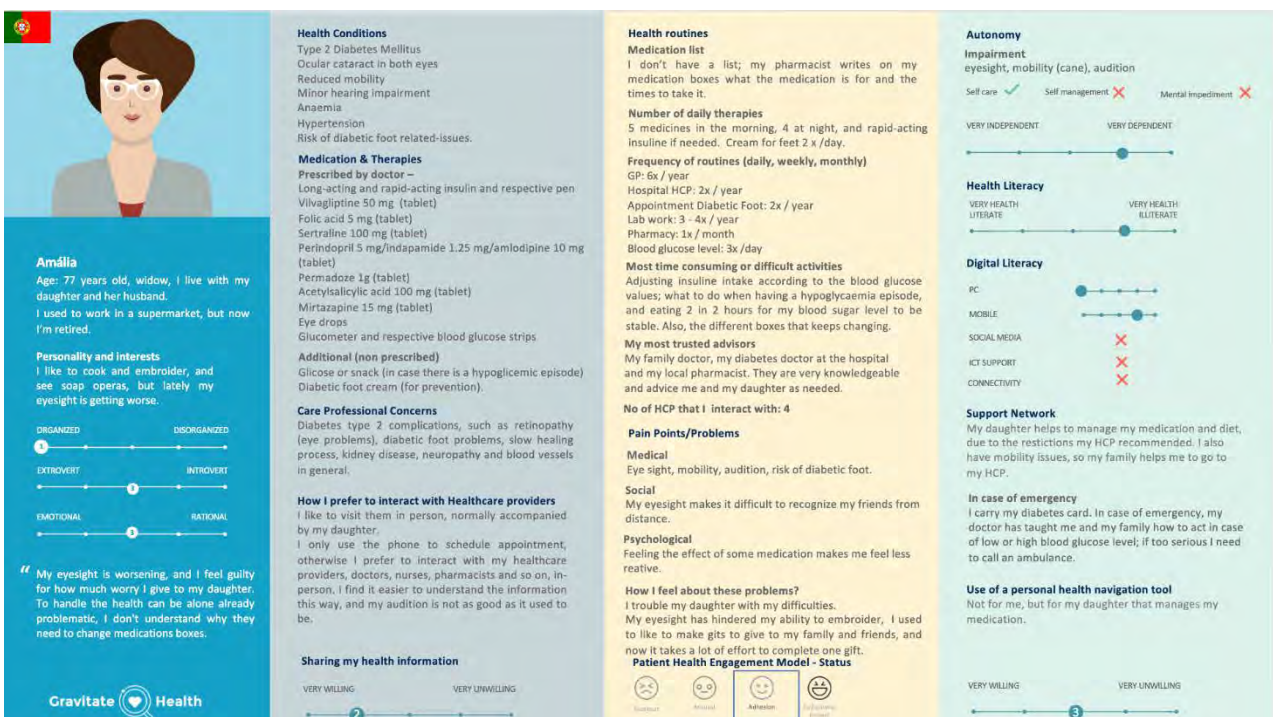 Amália
Age: 77 years old, widow, I live with my
daughter and her husband.
I used to work in a supermarket, but now
I'm retired.
Personality and interests
I like to cook and embroider, and
see soap operas, but lately my
eyesight is getting worse.
ORGANIZED DISORGANIZED
1
EXTROVERT INTROVERT
3
EMOTIONAL RATIONAL
3
“ My eyesight is worsening, and I feel guilty
for how much worry I give to my daughter.
To handle the health can be alone already
problematic, I don't understand why they
need to change medications boxes.
Gravitate Health
Health Conditions
Type 2 Diabetes Mellitus
Ocular cataract in both eyes
Reduced mobility
Minor hearing impairment
Anaemia
Hypertension
Risk of diabetic foot related-issues.
Medication & Therapies
Prescribed by doctor –
Long-acting and rapid-acting insulin and respective pen
Vilvagliptine 50 mg (tablet)
Folic acid 5 mg (tablet)
Sertraline 100 mg (tablet)
Perindopril 5 mg/indapamide 1.25 mg/amlodipine 10 mg
(tablet)
Permadoze 1g (tablet)
Acetylsalicylic acid 100 mg (tablet)
Mirtazapine 15 mg (tablet)
Eye drops
Glucometer and respective blood glucose strips
Additional (non prescribed)
Glicose or snack (in case there is a hypoglicemic episode)
Diabetic foot cream (for prevention).
Care Professional Concerns
Diabetes type 2 complications, such as retinopathy
(eye problems), diabetic foot problems, slow healing
process, kidney disease, neuropathy and blood vessels
in general.
How I prefer to interact with Healthcare providers
I like to visit them in person, normally accompanied
by my daughter.
I only use the phone to schedule appointment,
otherwise I prefer to interact with my healthcare
providers, doctors, nurses, pharmacists and so on, in-
person. I find it easier to understand the information
this way, and my audition is not as good as it used to
be.
Sharing my health information
VERY WILLING VERY UNWILLING
2
Health routines
Medication list
I don't have a list; my pharmacist writes on my
medication boxes what the medication is for and the
times to take it.
Number of daily therapies
5 medicines in the morning, 4 at night, and rapid-acting
insuline if needed. Cream for feet 2 x /day.
Frequency of routines (daily, weekly, monthly)
GP: 6x / year
Hospital HCP: 2x / year
Appointment Diabetic Foot: 2x / year
Lab work: 3 - 4x / year
Pharmacy: 1x / month
Blood glucose level: 3x /day
Most time consuming or difficult activities
Adjusting insuline intake according to the blood glucose
values; what to do when having a hypoglycaemia episode,
and eating 2 in 2 hours for my blood sugar level to be
stable. Also, the different boxes that keeps changing.
My most trusted advisors
My family doctor, my diabetes doctor at the hospital
and my local pharmacist. They are very knowledgeable
and advice me and my daughter as needed.
No of HCP that I interact with: 4
Pain Points/Problems
Medical
Eye sight, mobility, audition, risk of diabetic foot.
Social
My eyesight makes it difficult to recognize my friends from
distance.
Psychological
Feeling the effect of some medication makes me feel less
reative.
How I feel about these problems?
I trouble my daughter with my difficulties.
My eyesight has hindered my ability to embroider, I used
to like to make gits to give to my family and friends, and
now it takes a lot of effort to complete one gift.
Patient Health Engagement Model - Status
Adhesion
Autonomy
Impairment
eyesight, mobility (cane), audition
Self care Self management Mental impediment
VERY INDEPENDENT VERY DEPENDENT
Health Literacy
VERY HEALTH LITERATE VERY HEALTH ILLITERATE
Digital Literacy
PC
MOBILE
SOCIAL MEDIA
ICT SUPPORT
CONNECTIVITY
Support Network
My daughter helps to manage my medication and diet,
due to the restictions my HCP recommended. I also
have mobility issues, so my family helps me to go to
my HCP.
In case of emergency
I carry my diabetes card. In case of emergency, my
doctor has taught me and my family how to act in case
of low or high blood glucose level; if too serious I need
to call an ambulance.
Use of a personal health navigation tool
Not for me, but for my daughter that manages my
medication.
VERY WILLING VERY UNWILLING
3